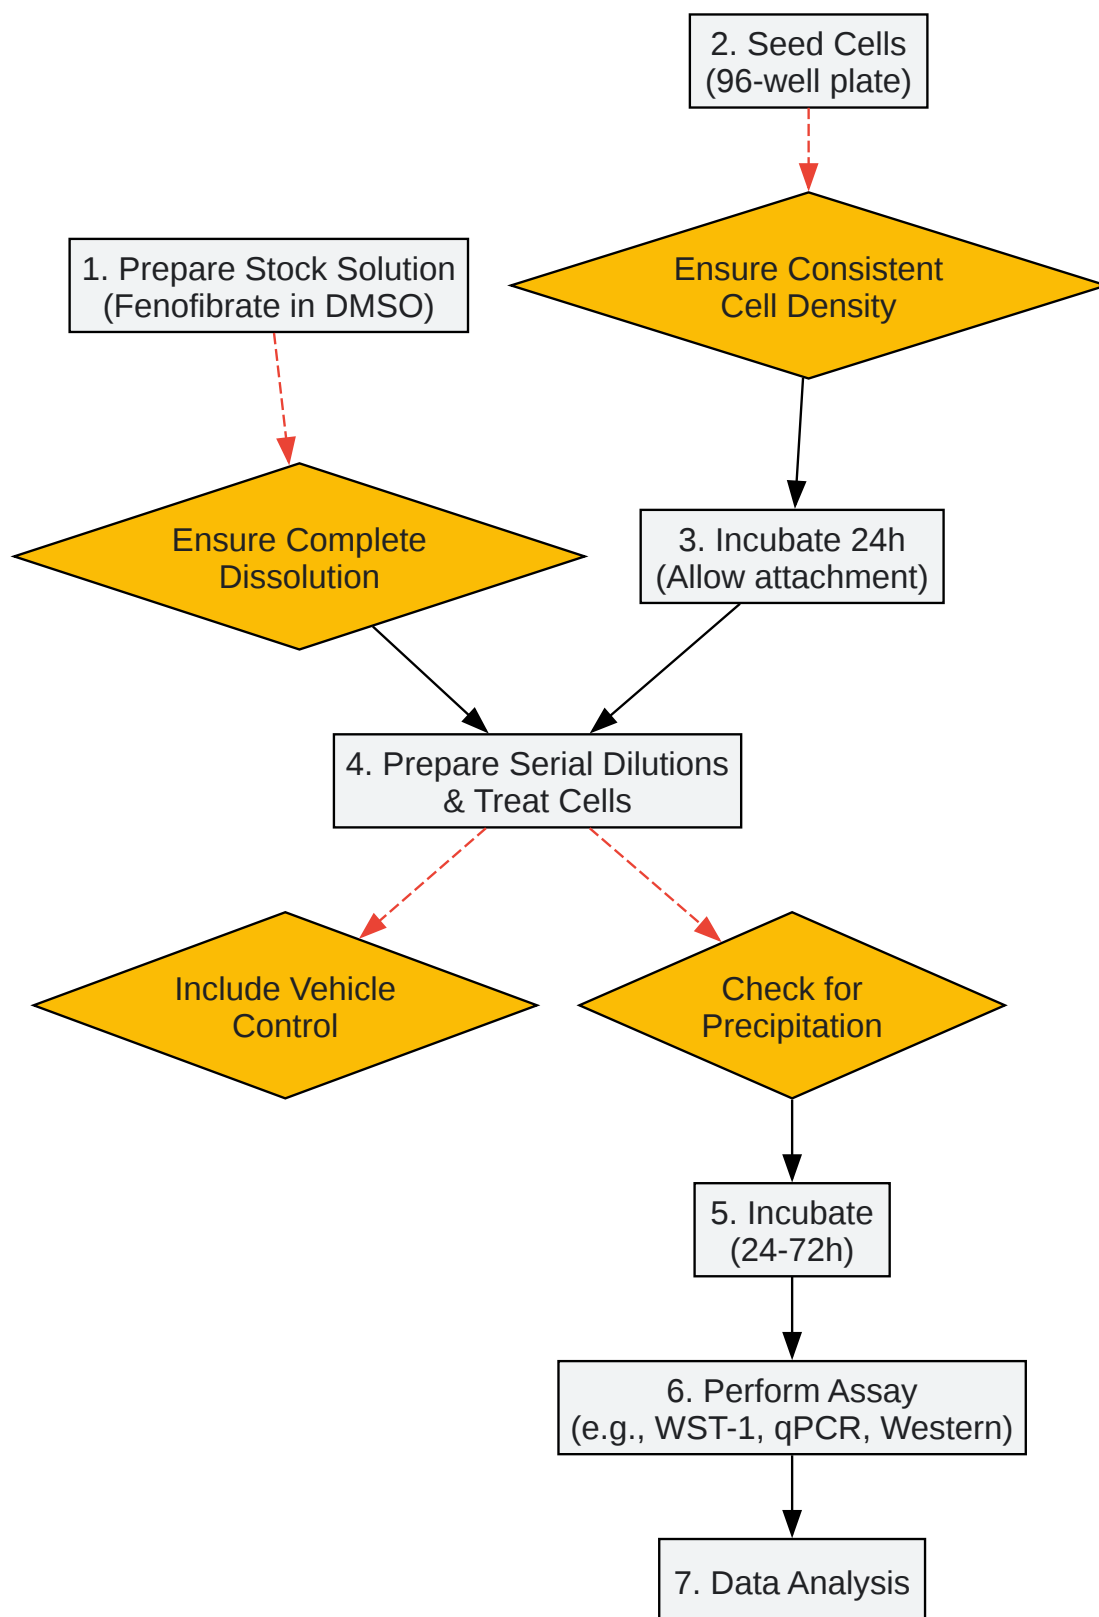 2. Seed Cells
(96-well plate)
1. Prepare Stock Solution
(Fenofibrate in DMSO)
Ensure Consistent
Cell Density
Ensure Complete
Dissolution
3. Incubate 24h
(Allow attachment)
4. Prepare Serial Dilutions
& Treat Cells
Include Vehicle
Control
Check for
Precipitation
5. Incubate
(24-72h)
6. Perform Assay
(e.g., WST-1, qPCR, Western)
7. Data Analysis